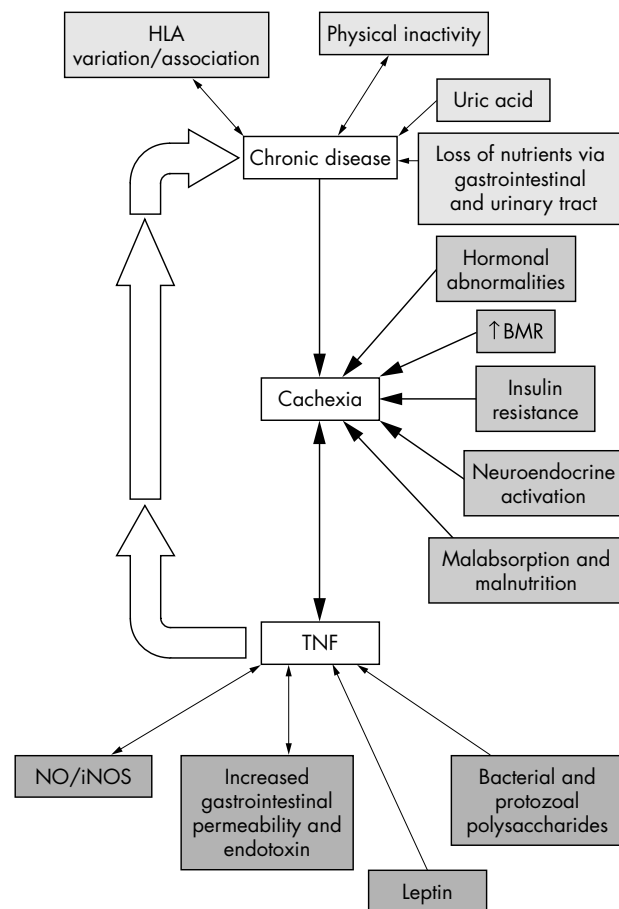 HLA
variation/association
Physical inactivity
Uric acid
Chronic disease
Loss of nutrients via
gastrointestinal
and urinary tract
Hormonal
abnormalities
↑BMR
Cachexia
Insulin
resistance
Neuroendocrine
activation
Malabsorption and
malnutrition
TNF
NO/iNOS
Increased
gastrointestinal
permeability and
endotoxin
Leptin
Bacterial and
protozoal
polysaccharides